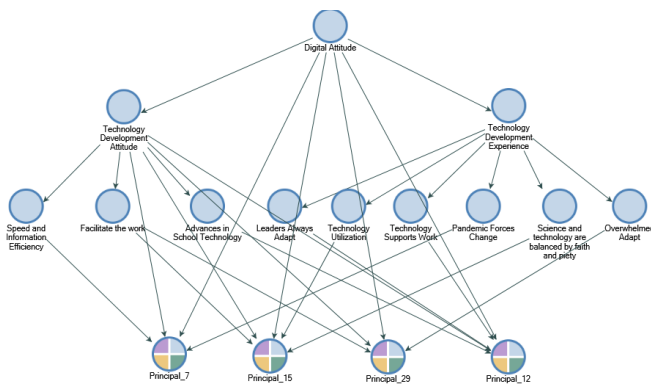 Digital Attitude
Technology
Development
Attitude
Technology
Development
Experience
Speed and
Information
Efficiency
Facilitate the work
Advances in
School Technology
Leaders Always
Adapt
Technology
Utilization
Technology
Supports Work
Pandemic Forces
Change
Science and
technology are
balanced by faith
and piety
Overwhelmed
Adapt
Principal_7
Principal_15
Principal_29
Principal_12